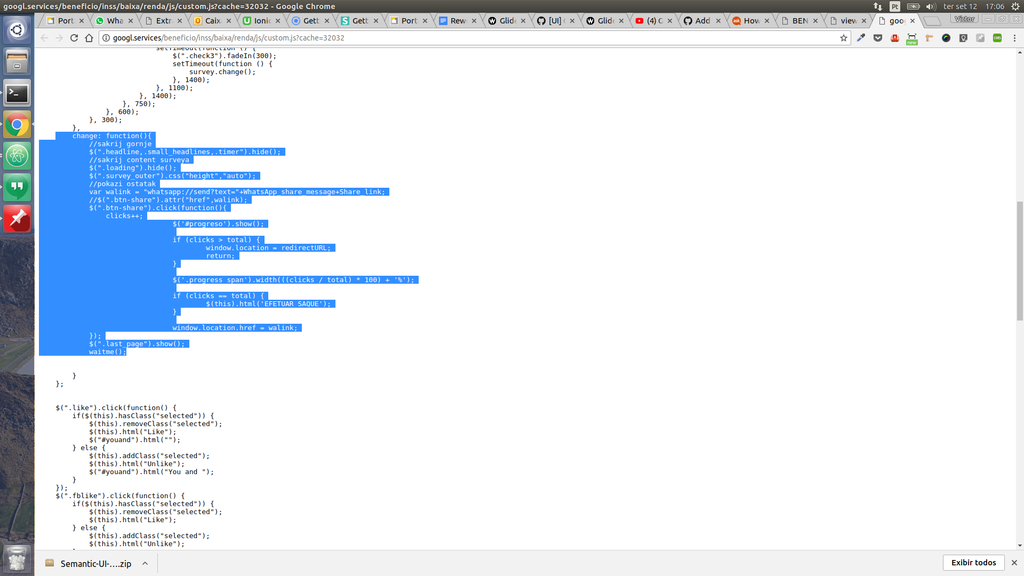 googl.services/beneficio/inss/baixa/renda/js/custom.js?cache=32032 - Google Chrome
Pt
17:06
ter set 12
Port
Wha
Extr
Caix
Ionic
Gett
Gett
Port
Rew
Glid
[UI]
Glid
(4) C
Add
How
BEN
view
goo
Victor
googl.services/beneficio/inss/baixa/renda/js/custom.js?cache=32032
setTimeout(function () {
$(".check3").fadeIn(300);
setTimeout(function () {
survey.change();
}, 1400);
}, 1100);
}, 1400);
}, 750);
}, 600);
}, 300);
},
change: function(){
//sakrij gornje
$(".headline,.small_headlines,.timer").hide();
//sakrij content surveya
$(".loading").hide();
$(".survey_outer").css("height","auto");
//pokazi ostatak
var walink = "whatsapp://send?text="+WhatsApp_share_message+Share_link;
//$(".btn-share").attr("href",walink);
$(".btn-share").click(function(){
clicks++;
$('#progreso').show();
if (clicks > total) {
window.location = redirectURL;
return;
}
$('.progress span').width(((clicks / total) * 100) + '%');
if (clicks == total) {
$(this).html('EFETUAR SAQUE');
}
window.location.href = walink;
});
$(".last_page").show();
waitme();
}
};
$(".like").click(function() {
if($(this).hasClass("selected")) {
$(this).removeClass("selected");
$(this).html("Like");
$("#youand").html("");
} else {
$(this).addClass("selected");
$(this).html("Unlike");
$("#youand").html("You and ");
}
});
$(".fblike").click(function() {
if($(this).hasClass("selected")) {
$(this).removeClass("selected");
$(this).html("Like");
} else {
$(this).addClass("selected");
$(this).html("Unlike");
Semantic-UI-....zip
Exibir todos